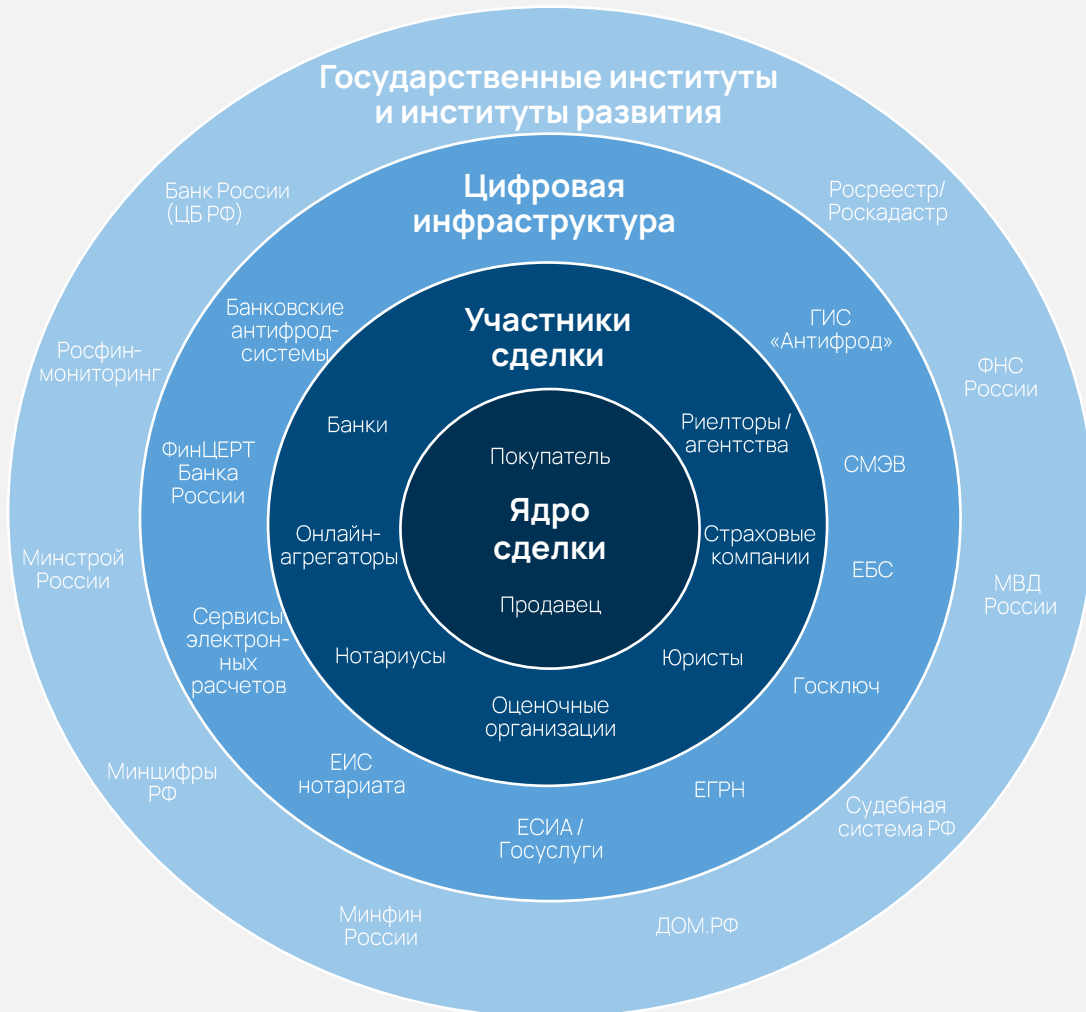 Государственные институты
и институты развития
Банк России
(ЦБ РФ)
Росреестр/
Роскадастр
Росфин-
мониторинг
ФНС
России
Минстрой
России
МВД
России
Минцифры
РФ
Судебная
система РФ
Минфин
России
ДОМ.РФ
Цифровая
инфраструктура
Банковские
антифрод-
системы
ГИС
«Антифрод»
ФинЦЕРТ
Банка
России
СМЭВ
ЕБС
Сервисы
электрон-
ных
расчетов
Госключ
ЕИС
нотариата
ЕГРН
ЕСИА /
Госуслуги
Участники
сделки
Банки
Риелторы /
агентства
Онлайн-
агрегаторы
Страховые
компании
Нотариусы
Юристы
Оценочные
организации
Покупатель
Ядро
сделки
Продавец